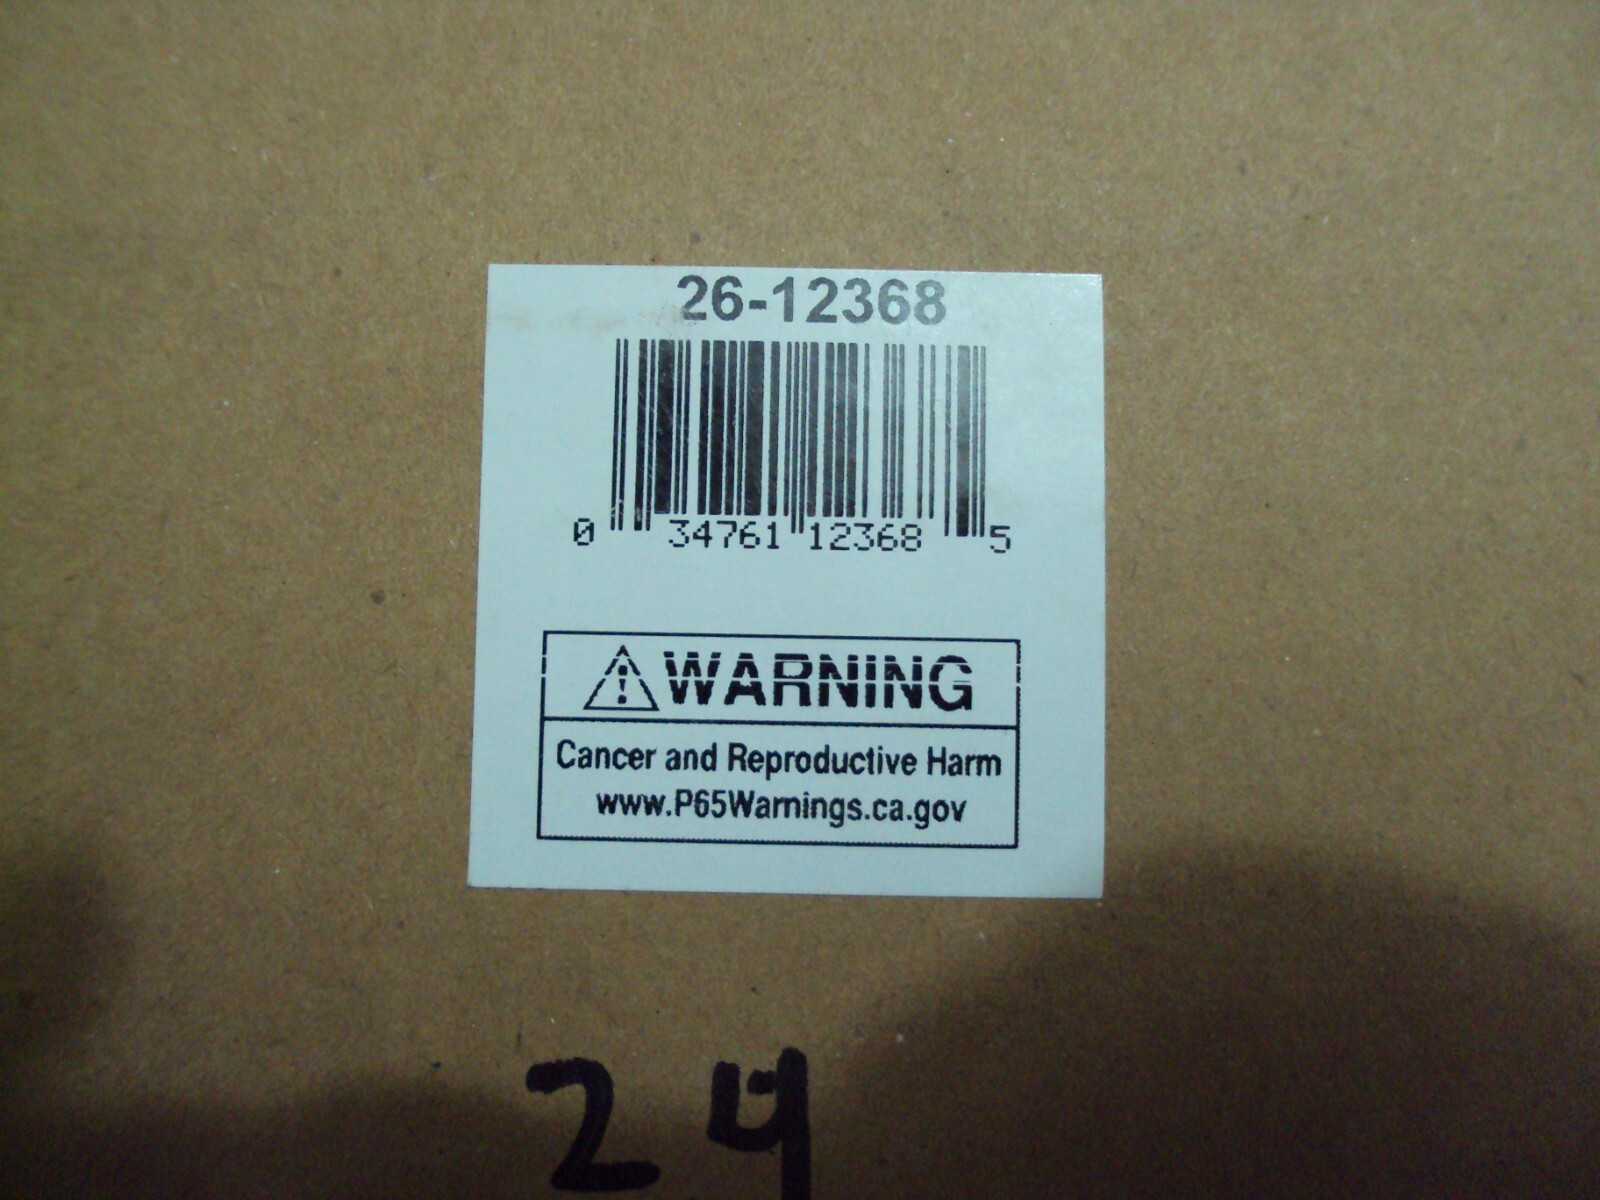 26-12368
0 34761 12368 5
WARNING
Cancer and Reproductive Harm
www.P65Warnings.ca.gov
24